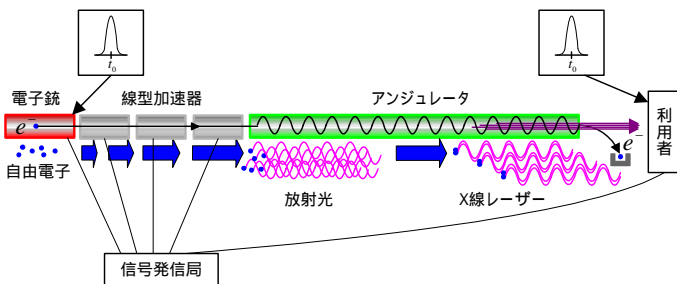 t₀
t₀
電子銃
線型加速器
アンジュレータ
利用者
e⁻
e⁻
自由電子
放射光
X線レーザー
信号発信局